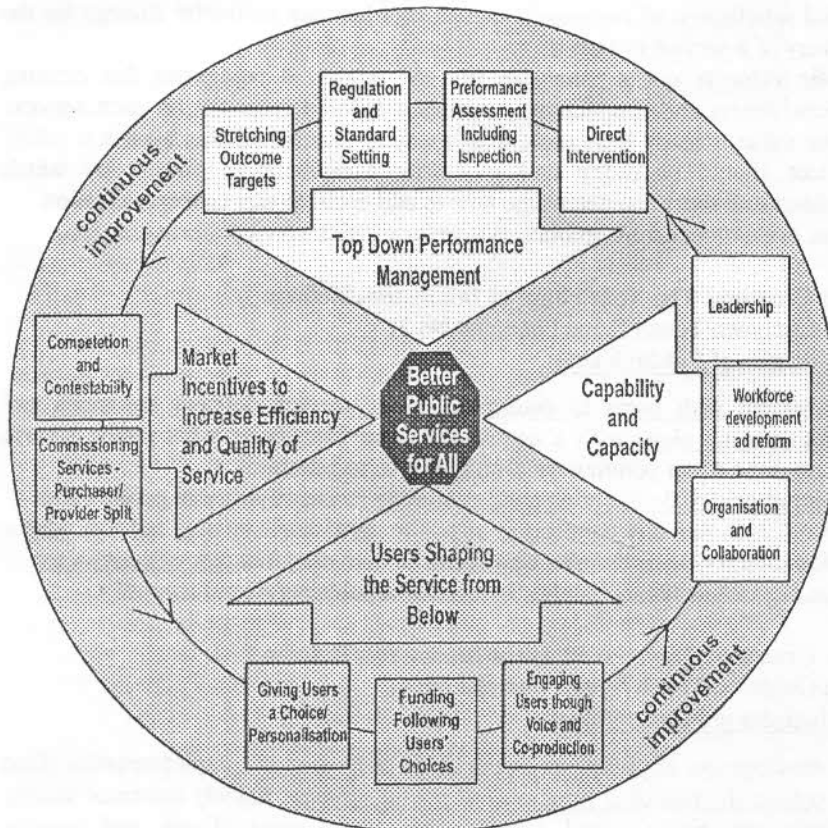 continuous
improvement
Stretching
Outcome
Targets
Regulation
and
Standard
Setting
Preformance
Assessment
Including
Isnpection
Direct
Intervention
Top Down Performance
Management
Competetion
and
Contestability
Commissioning
Services -
Purchaser/
Provider Split
Market
Incentives to
Increase Efficiency
and Quality of
Service
Better
Public
Services
for All
Capability
and
Capacity
Leadership
Workforce
development
ad reform
Organisation
and
Collaboration
Users Shaping
the Service from
Below
Giving Users
a Choice/
Personalisation
Funding
Following
Users'
Choices
Engaging
Users though
Voice and
Co-production
continuous
improvement